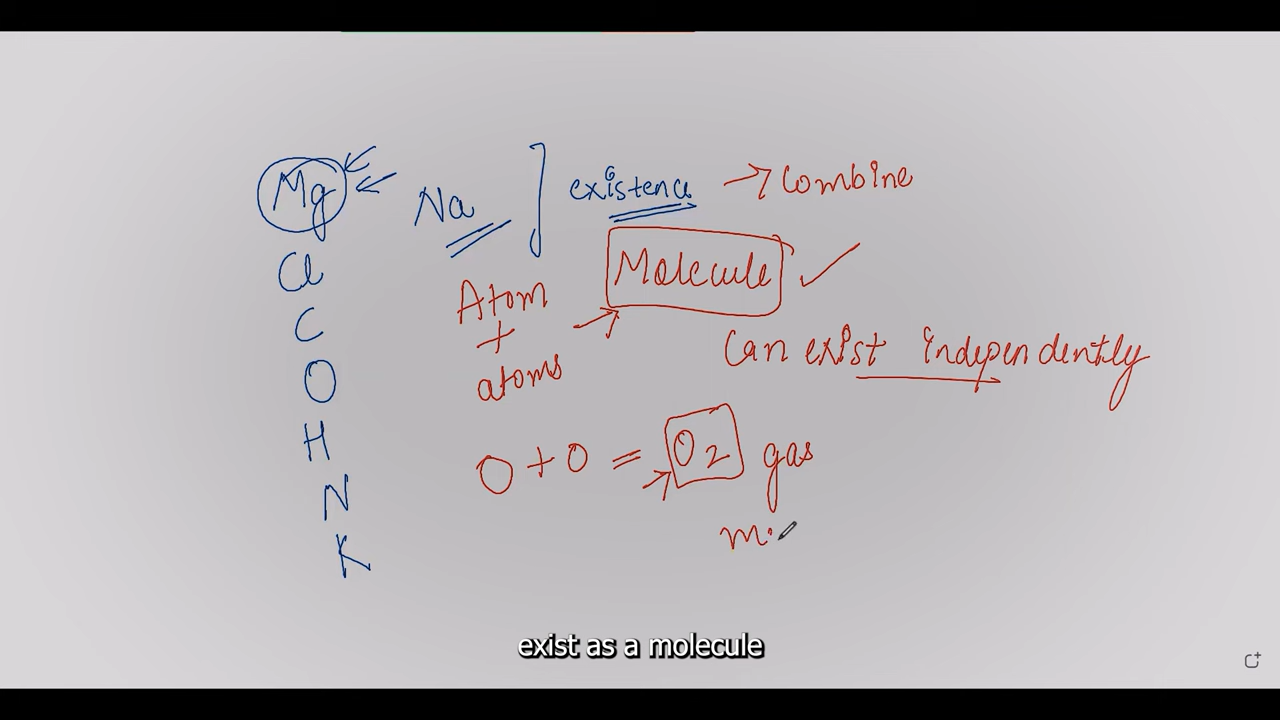 Mg Na ] existence → Combine
Cl
Molecule ✓
Atom
+
atoms
C
Can exist independently
O
H
O + O = O2 gas
N
K
exist as a molecule